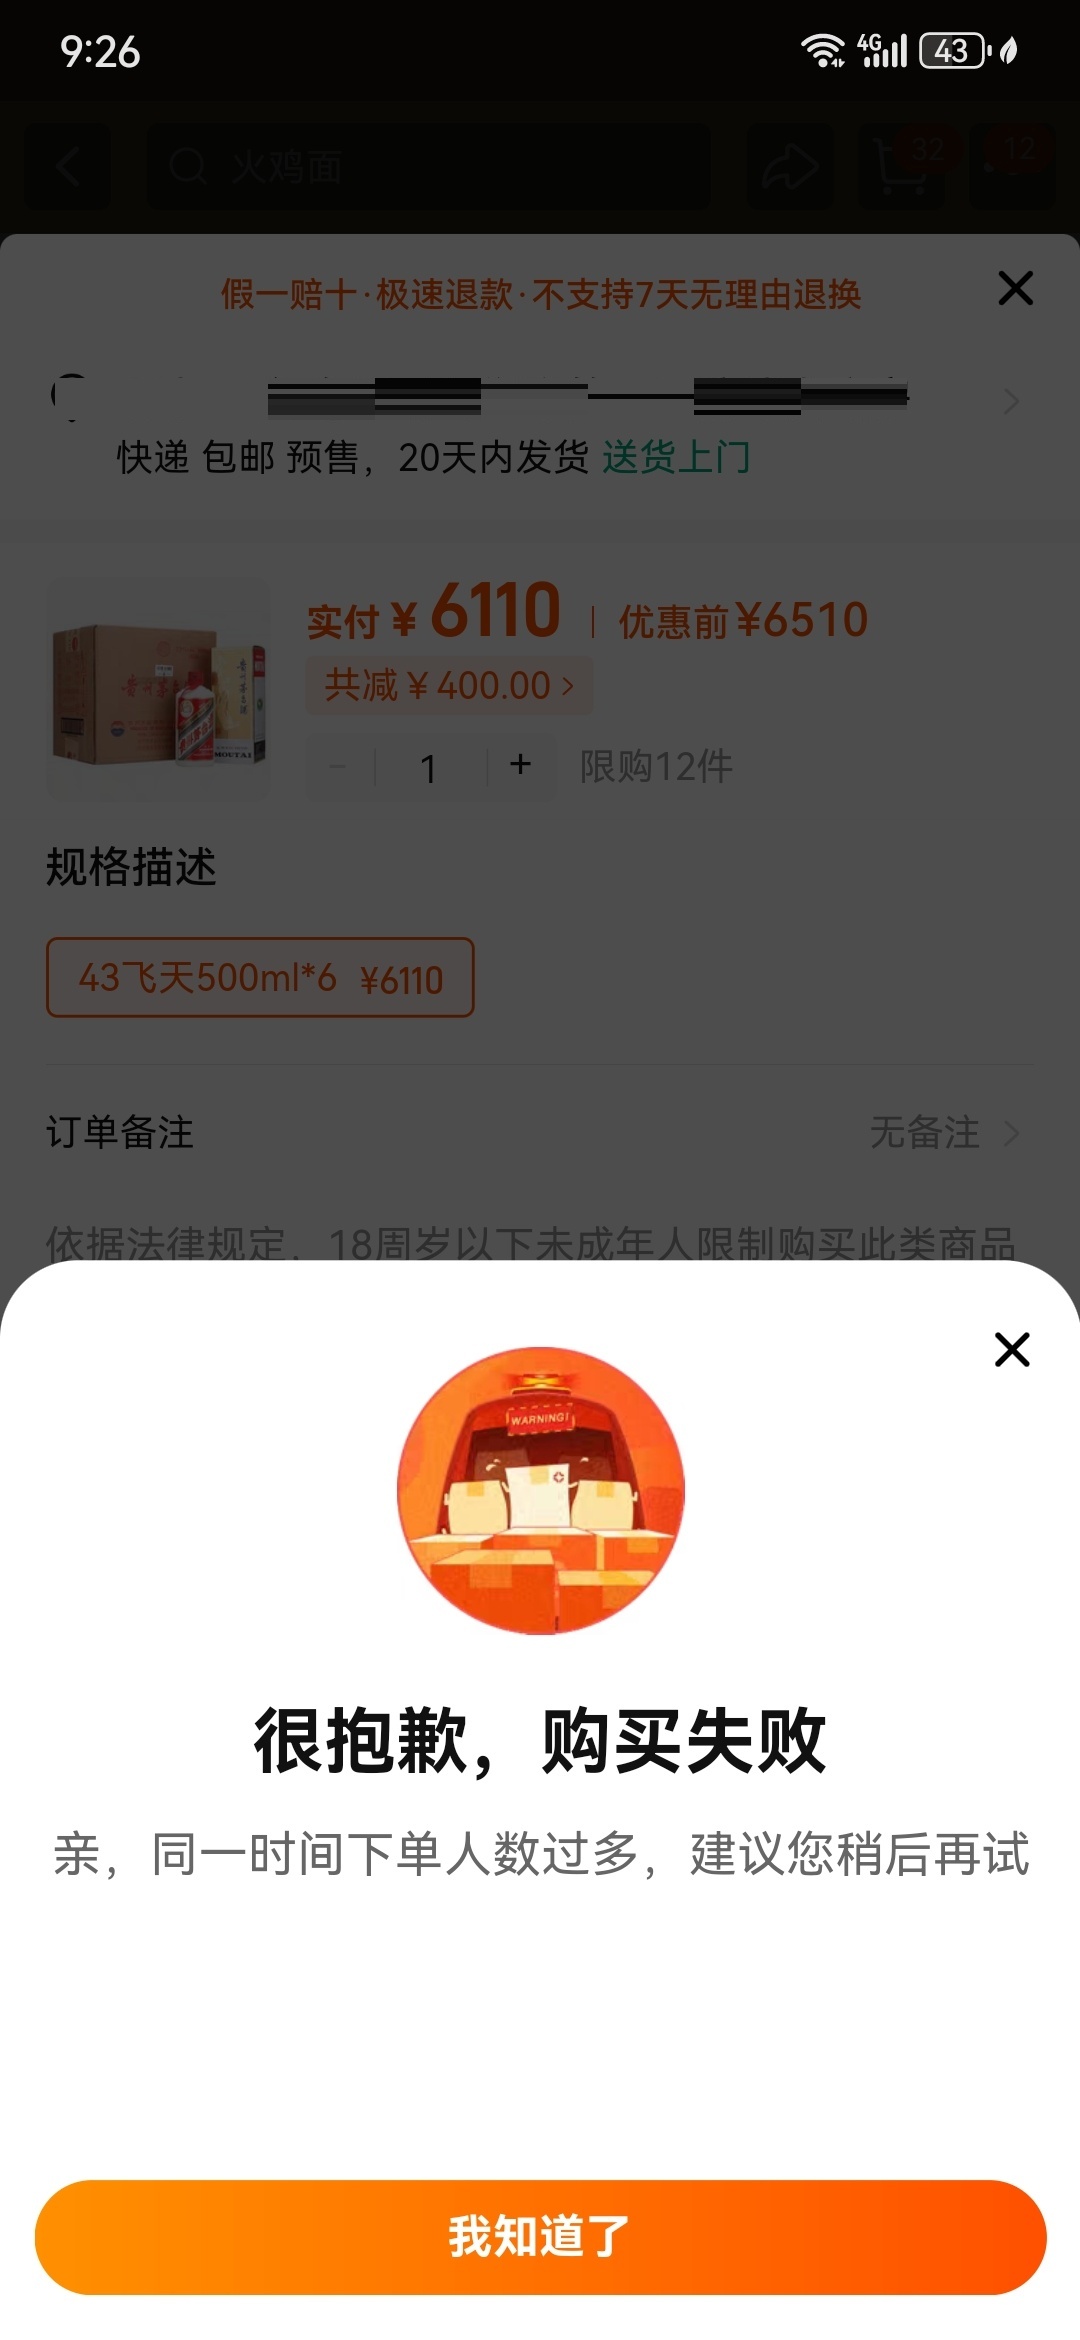 9:26
4G
43
火鸡面
32
12
假一赔十·极速退款·不支持7天无理由退换
快递 包邮 预售，20天内发货 送货上门
实付 ¥ 6110 | 优惠前 ¥6510
共减 ¥ 400.00 >
1 + 限购12件
贵州茅台
MOUTAI
规格描述
43飞天500ml*6 ¥6110
订单备注 无备注
依据法律规定，18周岁以下未成年人限制购买此类商品
WARNING!
很抱歉，购买失败
亲，同一时间下单人数过多，建议您稍后再试
我知道了